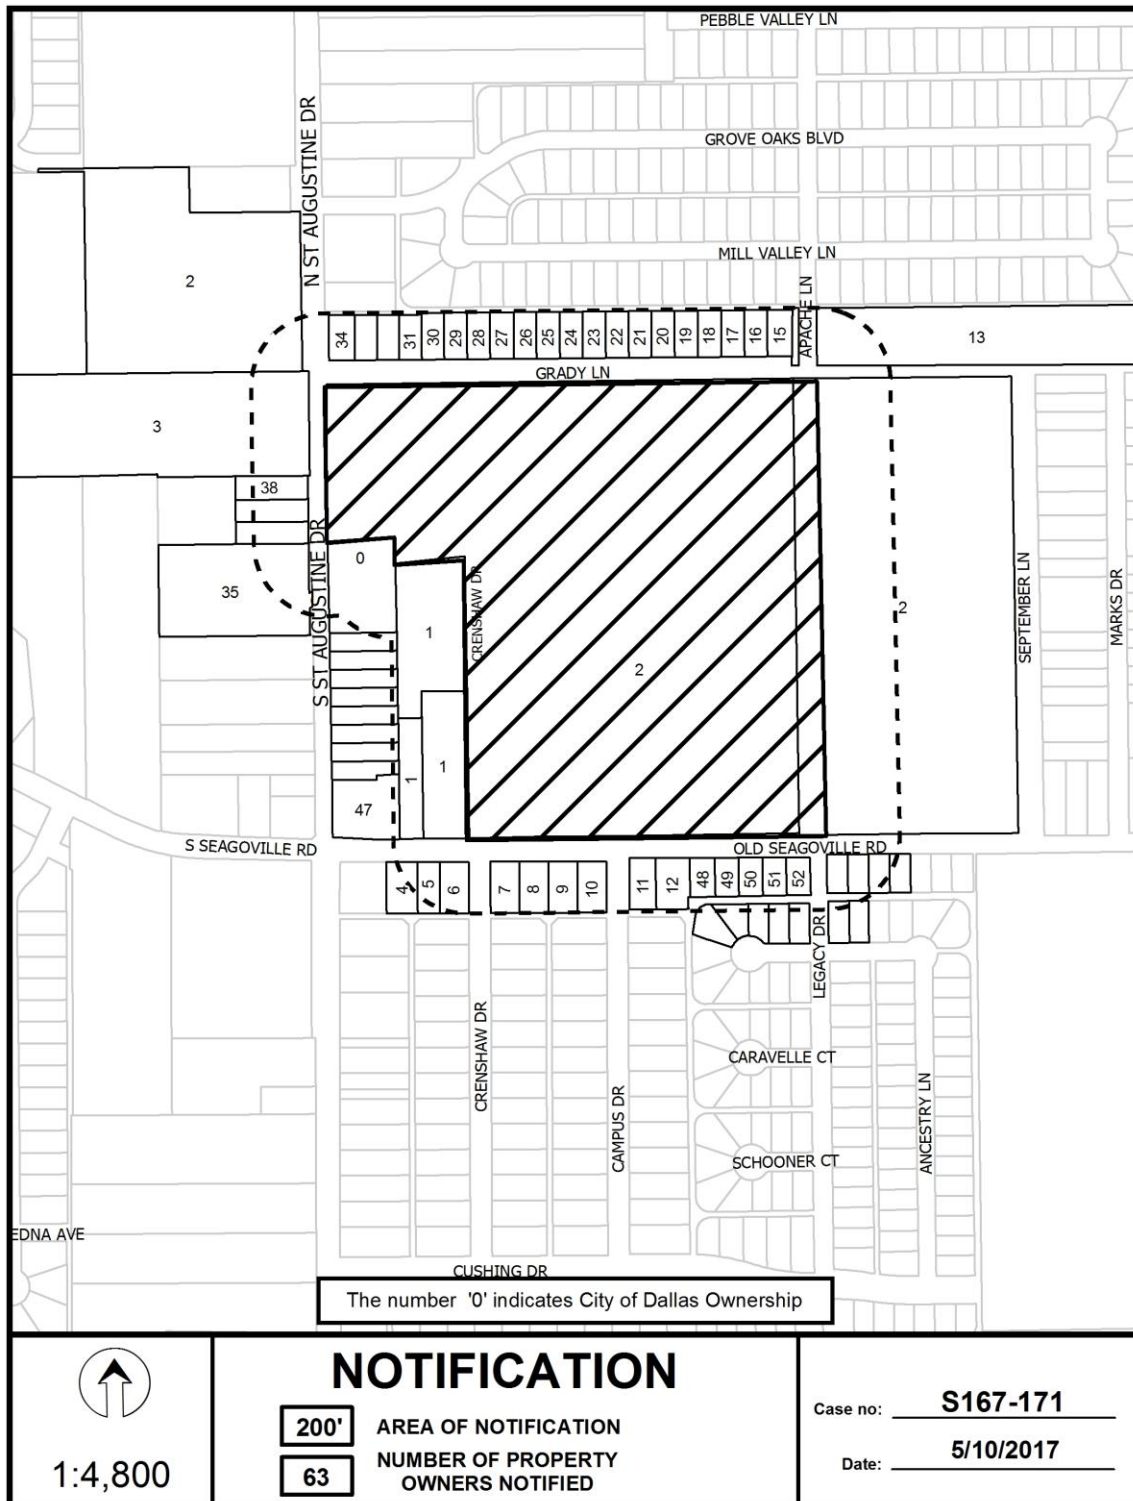 PEBBLE VALLEY LN
N ST AUGUSTINE DR
GROVE OAKS BLVD
MILL VALLEY LN
2
APACHE LN
34
31
30
29
28
27
26
25
24
23
22
21
20
19
18
17
16
15
13
GRADY LN
3
38
S ST AUGUSTINE DR
0
35
1
CRENSHAW DR
2
2
SEPTEMBER LN
MARKS DR
1
1
47
S SEAGOVILLE RD
OLD SEAGOVILLE RD
4
5
6
7
8
9
10
11
12
48
49
50
51
52
LEGACY DR
CRENSHAW DR
CAMPUS DR
CARAVELLE CT
ANCESTRY LN
SCHOONER CT
EDNA AVE
CUSHING DR
The number '0' indicates City of Dallas Ownership
1:4,800
NOTIFICATION
200' AREA OF NOTIFICATION
63 NUMBER OF PROPERTY
OWNERS NOTIFIED
Case no: S167-171
Date: 5/10/2017